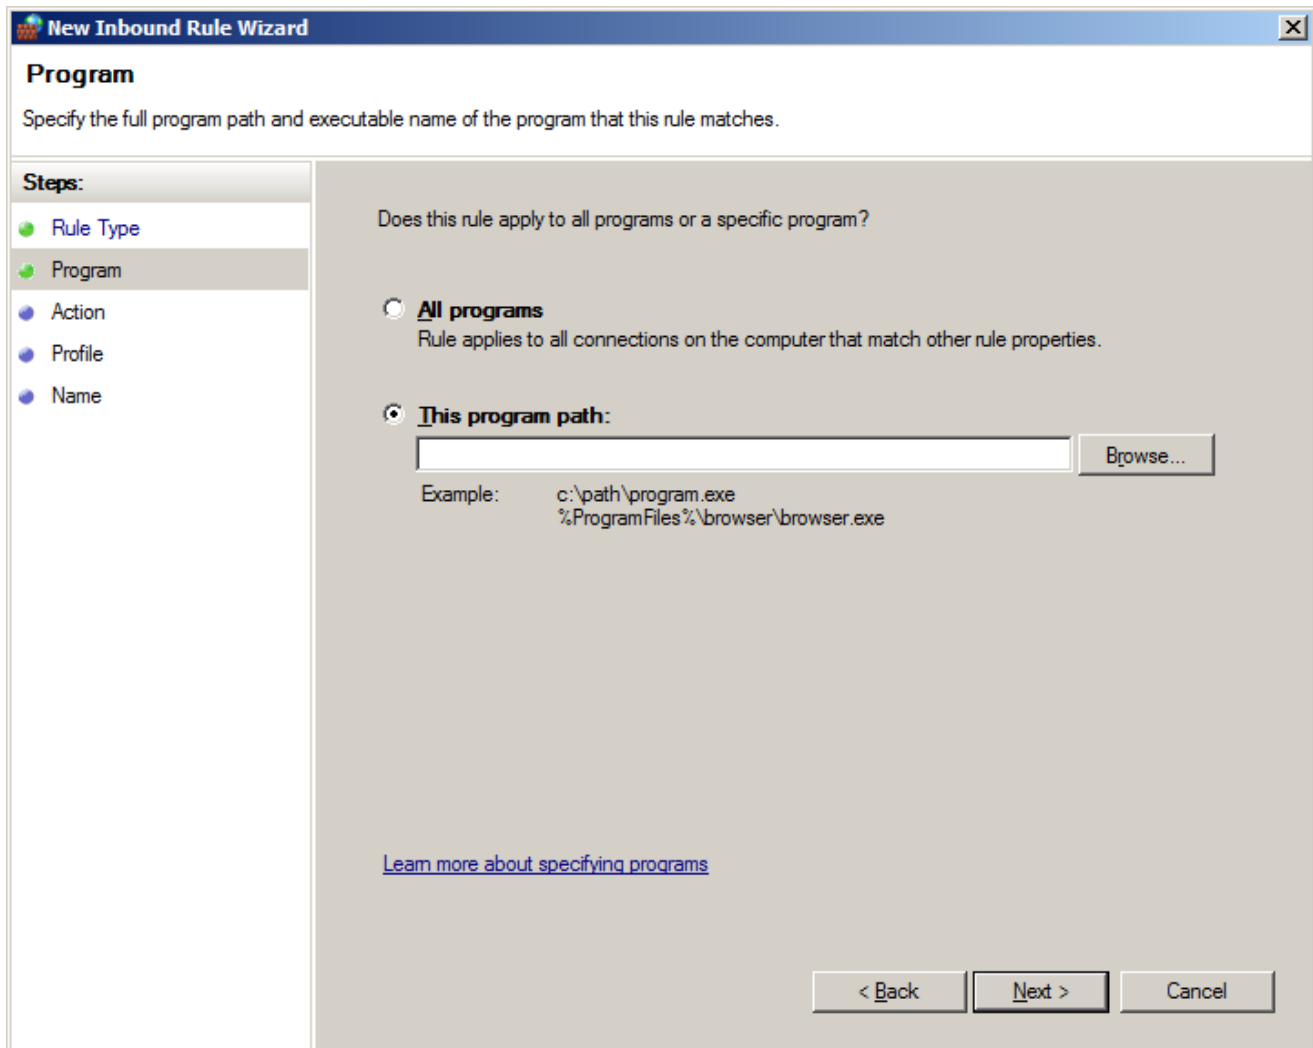 New Inbound Rule Wizard
Program
Specify the full program path and executable name of the program that this rule matches.
Steps:
Rule Type
Program
Action
Profile
Name
Does this rule apply to all programs or a specific program?
All programs
Rule applies to all connections on the computer that match other rule properties.
This program path:
Browse...
Example: c:\path\program.exe
%ProgramFiles%\browser\browser.exe
Learn more about specifying programs
< Back Next > Cancel